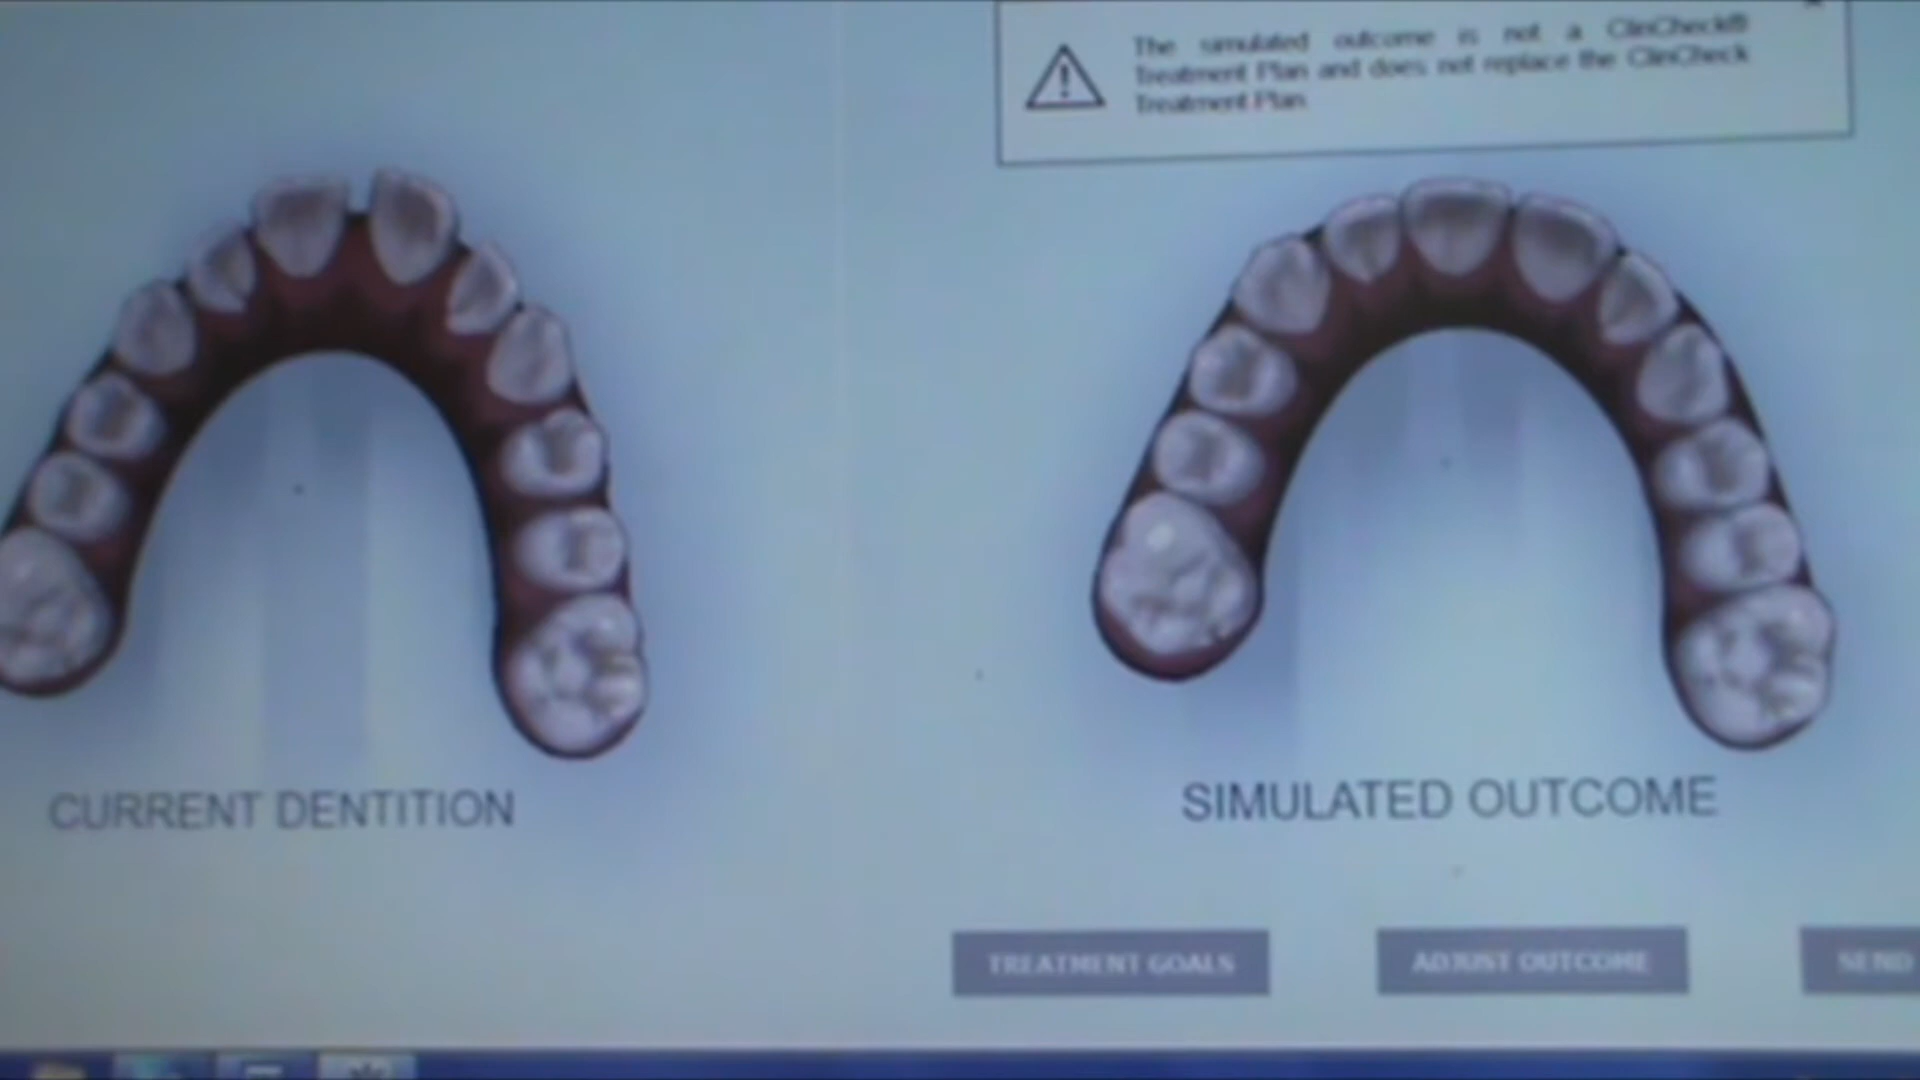 The simulated outcome is not a ClinCheck®
Treatment Plan and does not replace the ClinCheck
Treatment Plan
CURRENT DENTITION
SIMULATED OUTCOME
TREATMENT GOALS
ADJUST OUTCOME
SEND